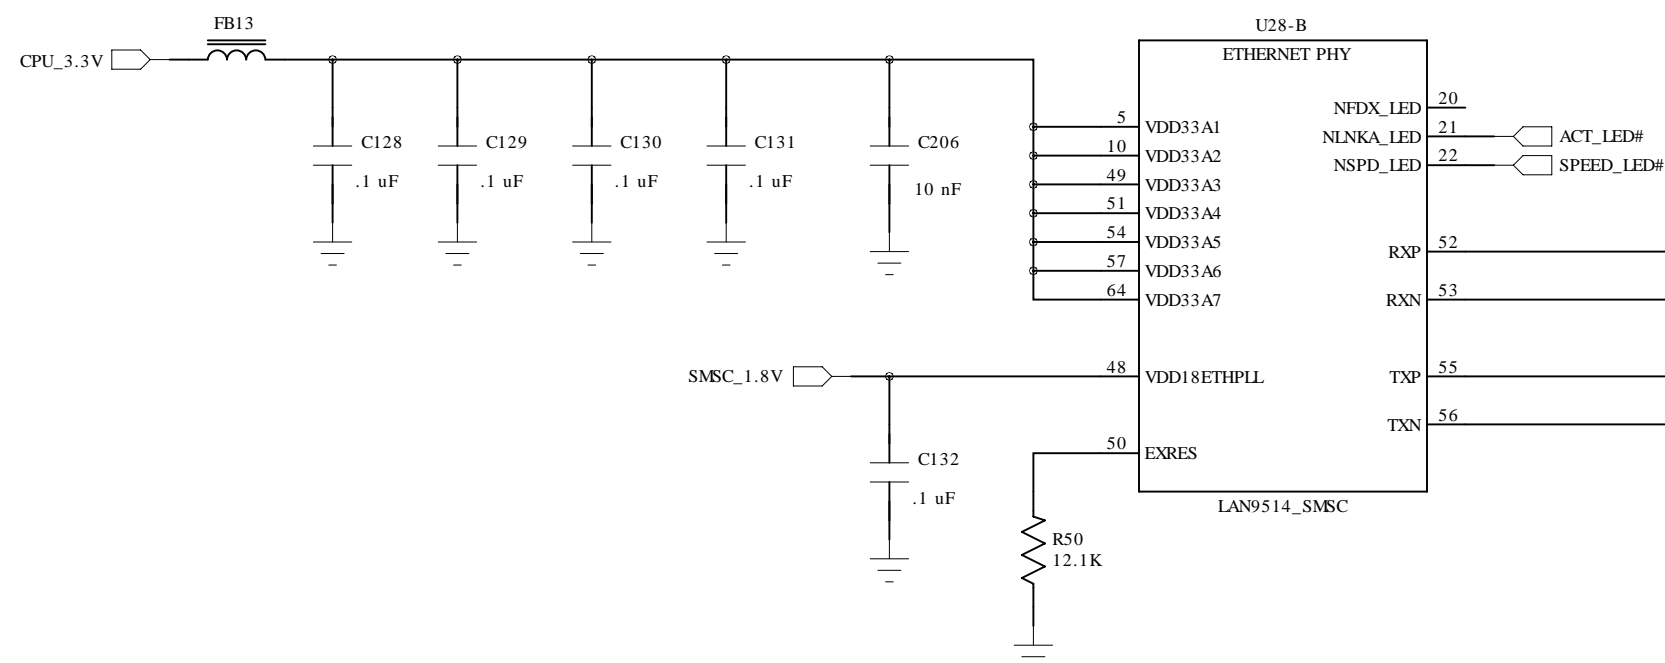 FB13
CPU_3.3V
C128
.1 uF
C129
.1 uF
C130
.1 uF
C131
.1 uF
C206
10 nF
U28-B
ETHERNET PHY
5 VDD33A1
10 VDD33A2
49 VDD33A3
51 VDD33A4
54 VDD33A5
57 VDD33A6
64 VDD33A7
NFDX_LED 20
NLNKA_LED 21 ACT_LED#
NSPD_LED 22 SPEED_LED#
RXP 52
RXN 53
SMSC_1.8V
48 VDD18ETHPLL
TXP 55
TXN 56
50 EXRES
C132
.1 uF
LAN9514_SMSC
R50
12.1K